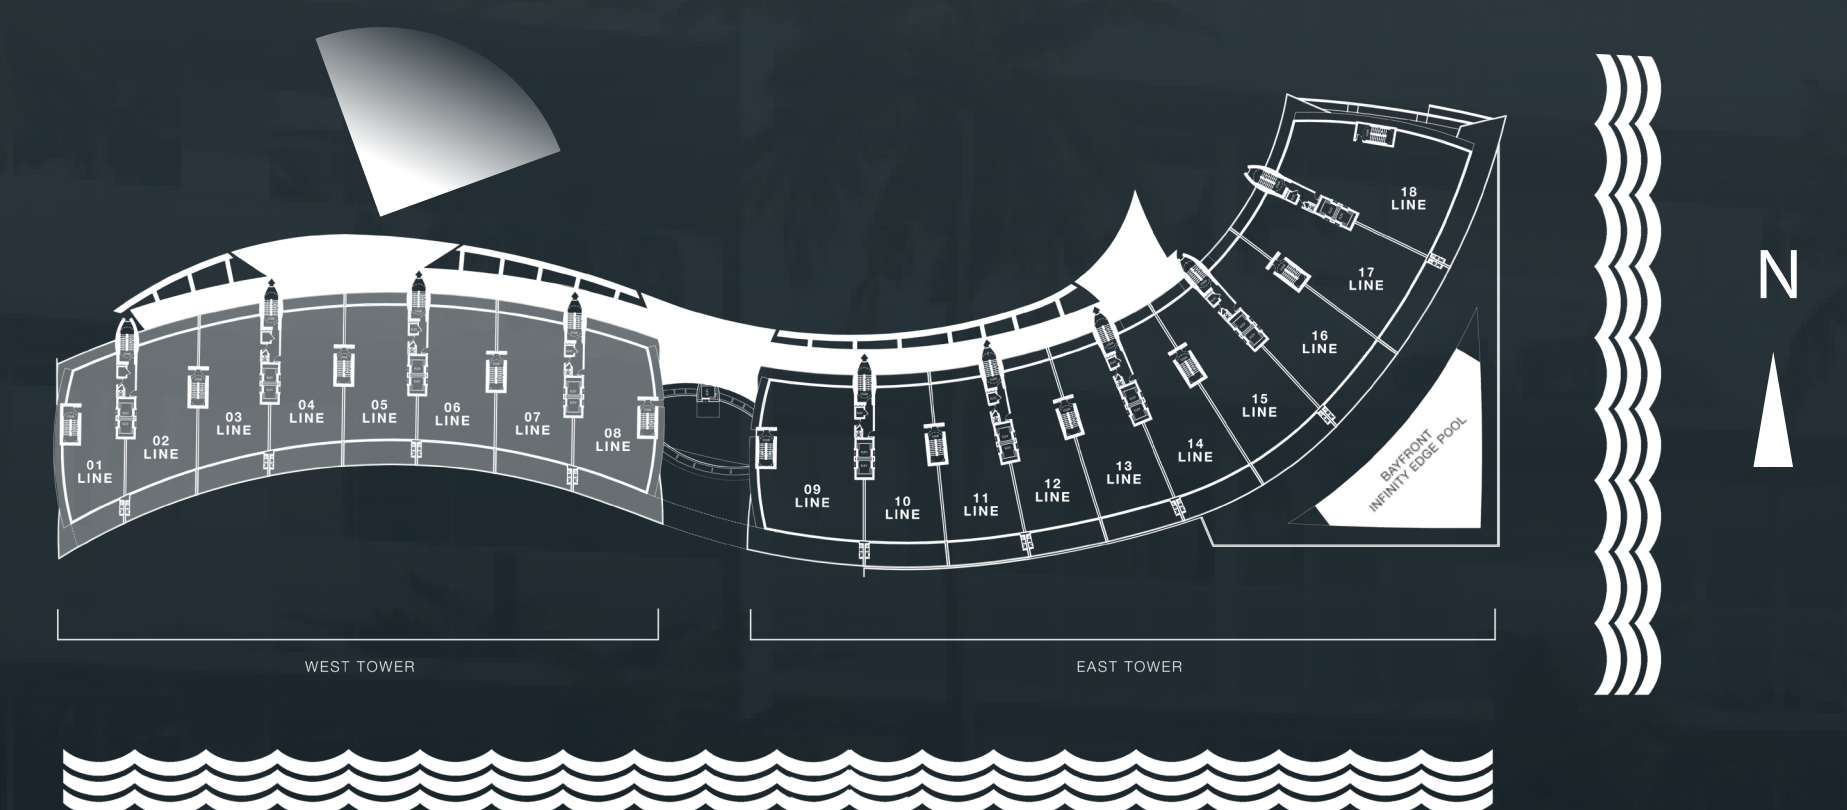 18
LINE
17
LINE
N
16
LINE
15
LINE
14
LINE
13
LINE
12
LINE
11
LINE
10
LINE
09
LINE
BAYFRONT
INFINITY EDGE POOL
01
LINE
02
LINE
03
LINE
04
LINE
05
LINE
06
LINE
07
LINE
08
LINE
WEST TOWER
EAST TOWER